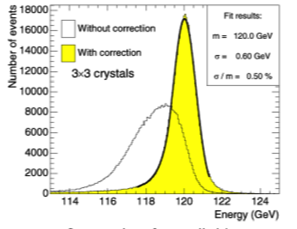 Number of events
18000
16000
14000
12000
10000
8000
6000
4000
2000
0
Without correction
With correction
3×3 crystals
Fit results:
m = 120.0 GeV
σ = 0.60 GeV
σ / m = 0.50 %
114 116 118 120 122 124
Energy (GeV)